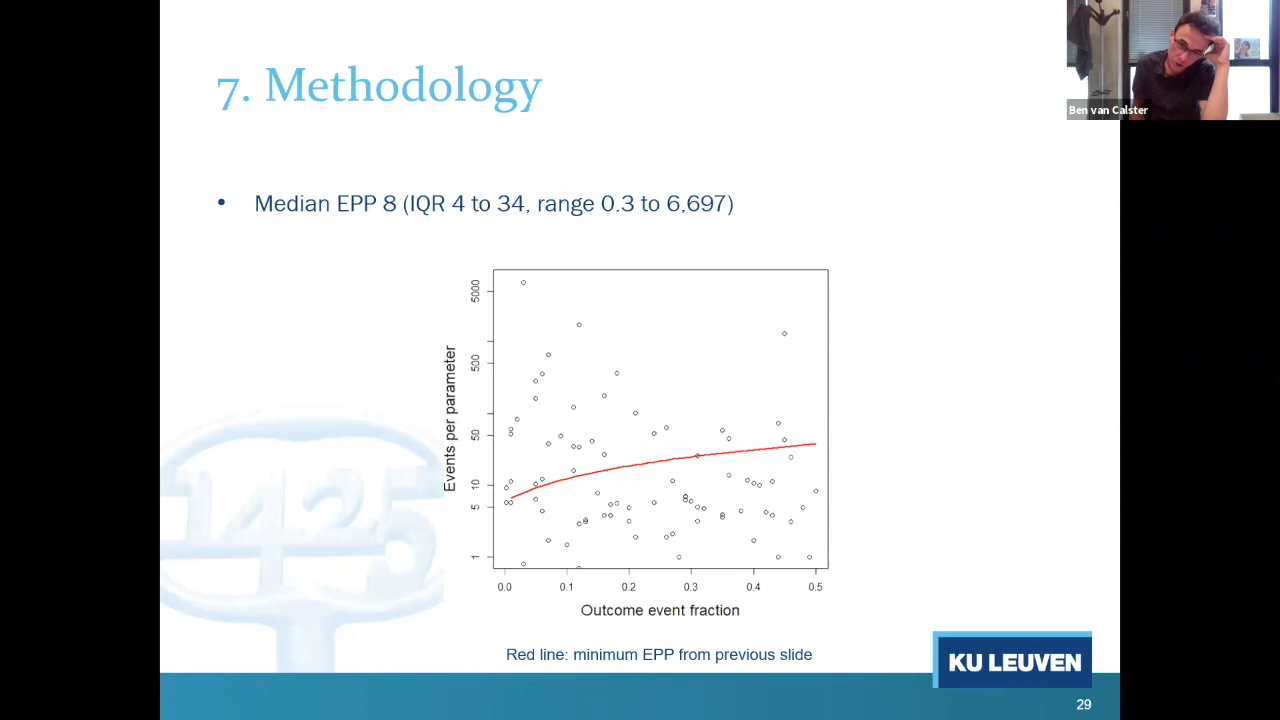 7. Methodology
Ben van Calster
• Median EPP 8 (IQR 4 to 34, range 0.3 to 6,697)
Events per parameter
5000
500
50
10
5
1
0.0 0.1 0.2 0.3 0.4 0.5
Outcome event fraction
Red line: minimum EPP from previous slide
1425
KU LEUVEN
29